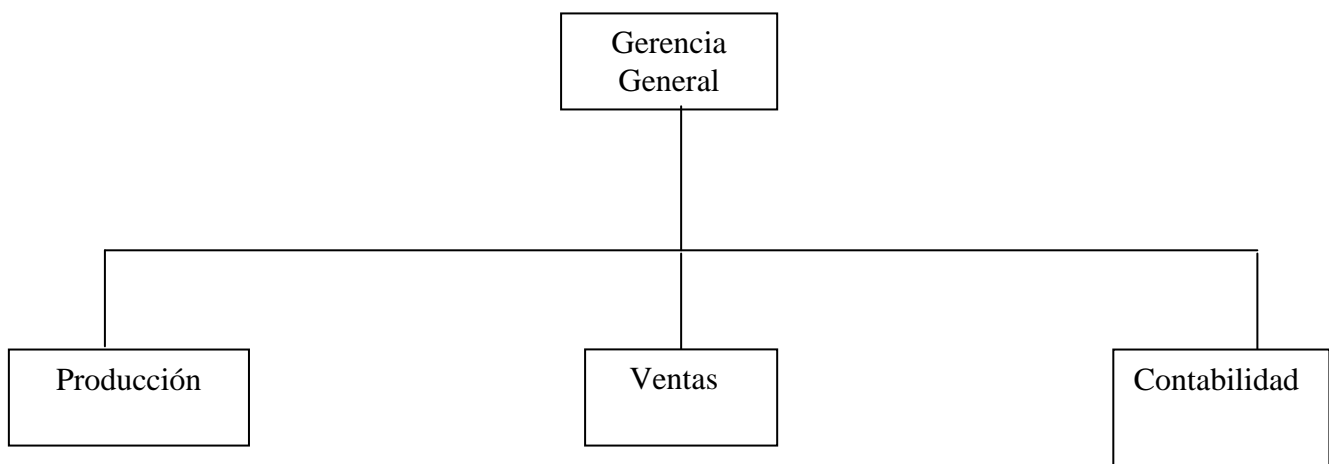 Gerencia
General
Producción
Ventas
Contabilidad